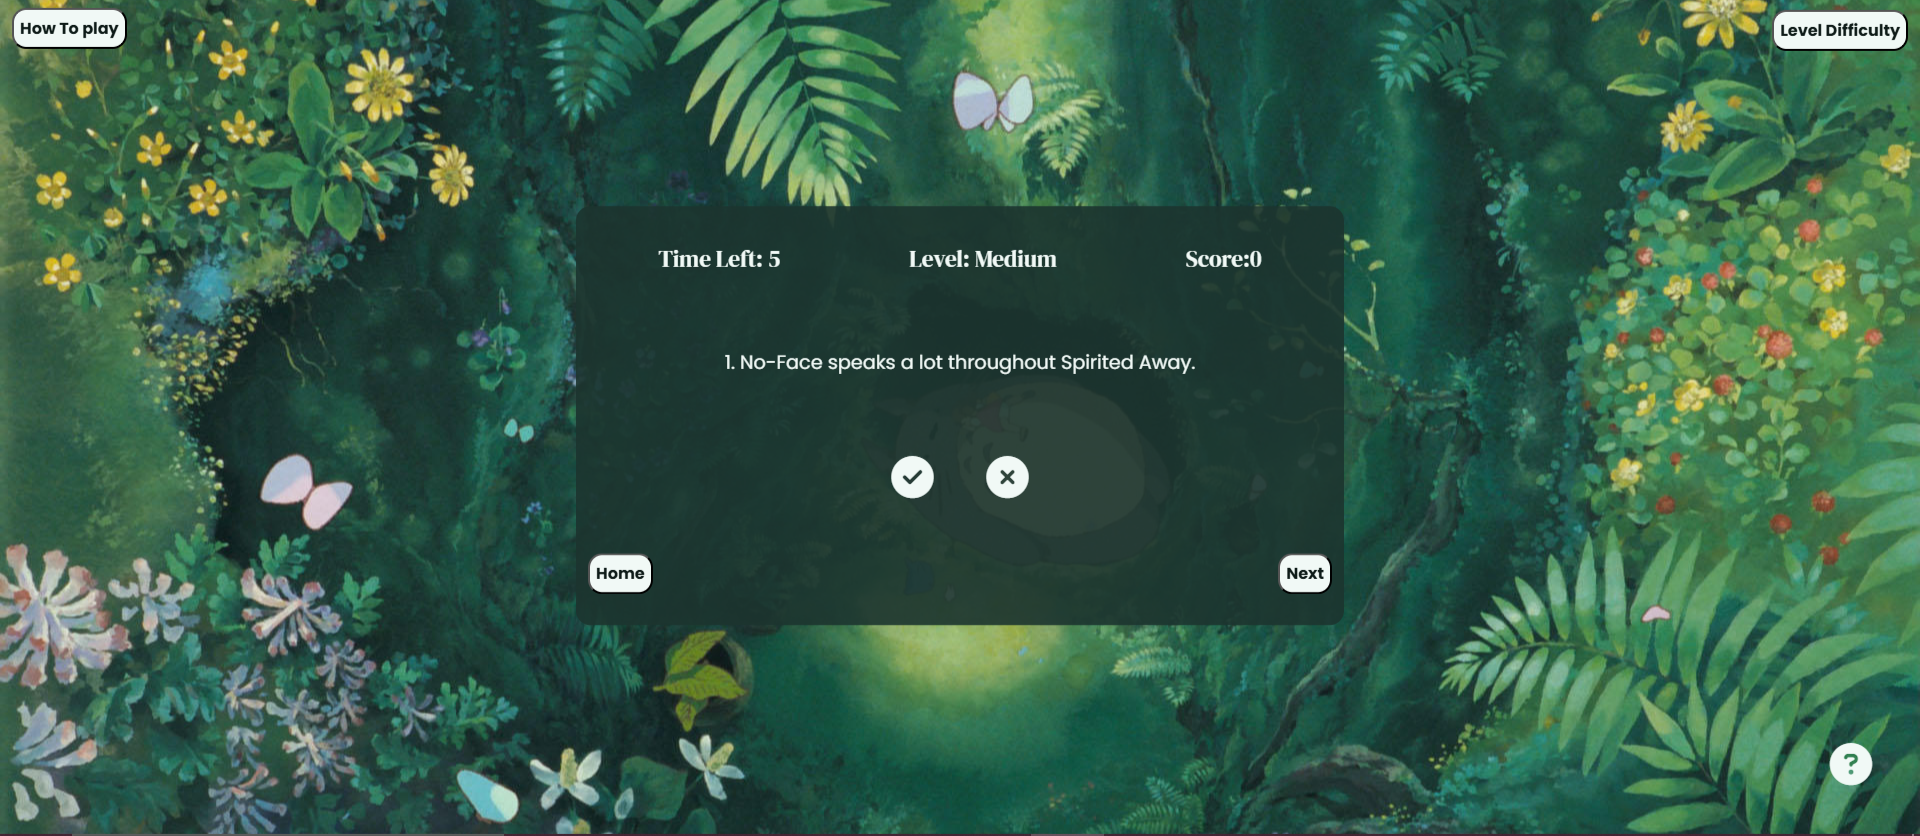 How To play
Level Difficulty
Time Left: 5
Level: Medium
Score:0
1. No-Face speaks a lot throughout Spirited Away.
Home
Next
?